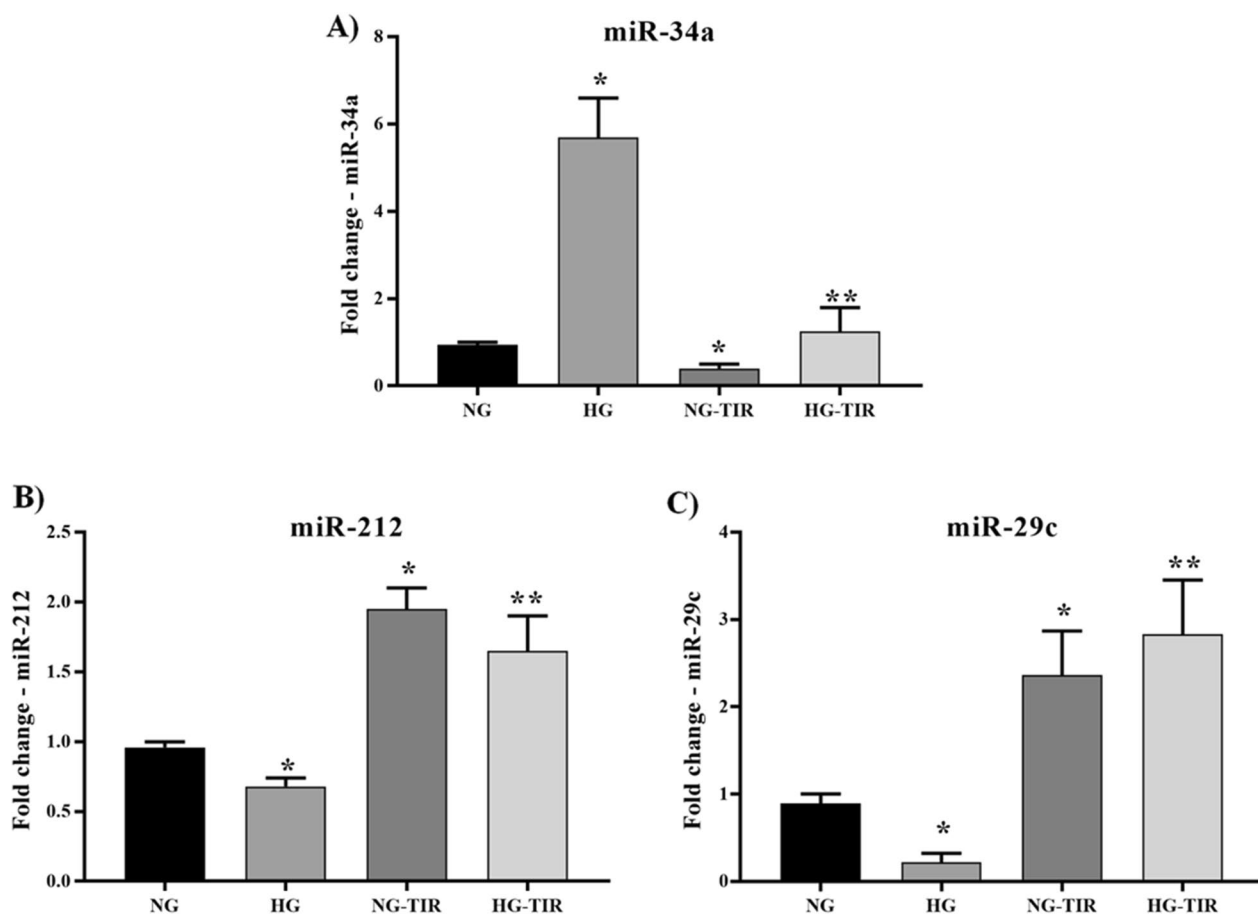 A)
miR-34a
Fold change - miR-34a
8
6
4
2
0
*
*
**
NG
HG
NG-TIR
HG-TIR
B)
miR-212
Fold change - miR-212
2.5
2.0
1.5
1.0
0.5
0.0
*
*
**
NG
HG
NG-TIR
HG-TIR
C)
miR-29c
Fold change - miR-29c
4
3
2
1
0
*
*
**
NG
HG
NG-TIR
HG-TIR